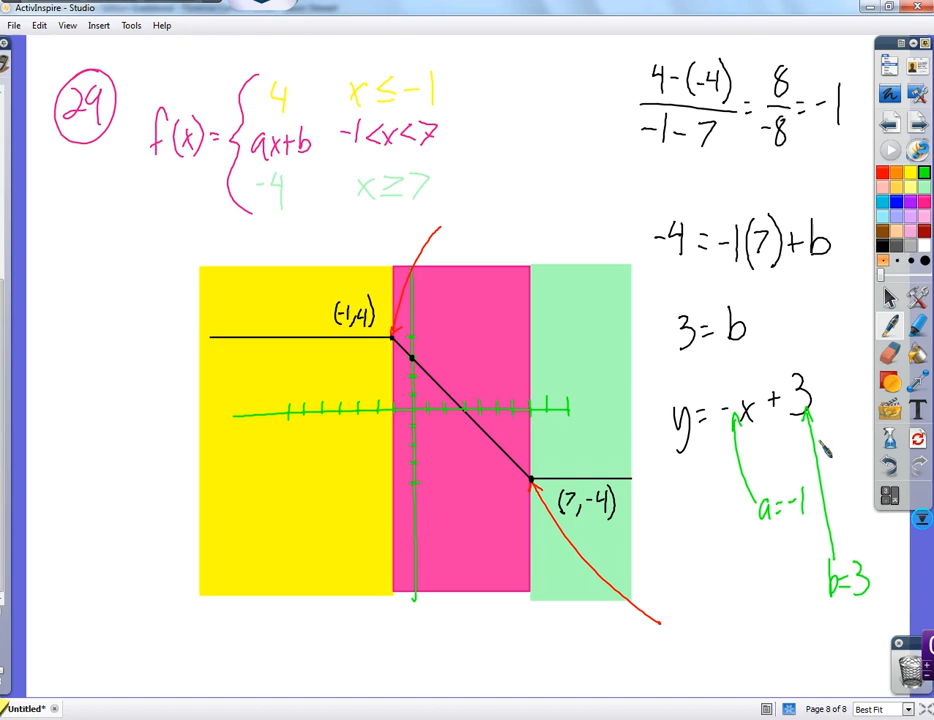 ActivInspire - Studio
File Edit View Insert Tools Help
29
f(x) = { 4 x ≤ -1
ax+b -1<x<7
-4 x ≥ 7
4-(-4) / -1-7 = 8 / -8 = -1
-4 = -1(7)+b
3 = b
y = -x + 3
a=-1
b=3
(-1,4)
(7,-4)
Untitled*
Page 8 of 8
Best Fit